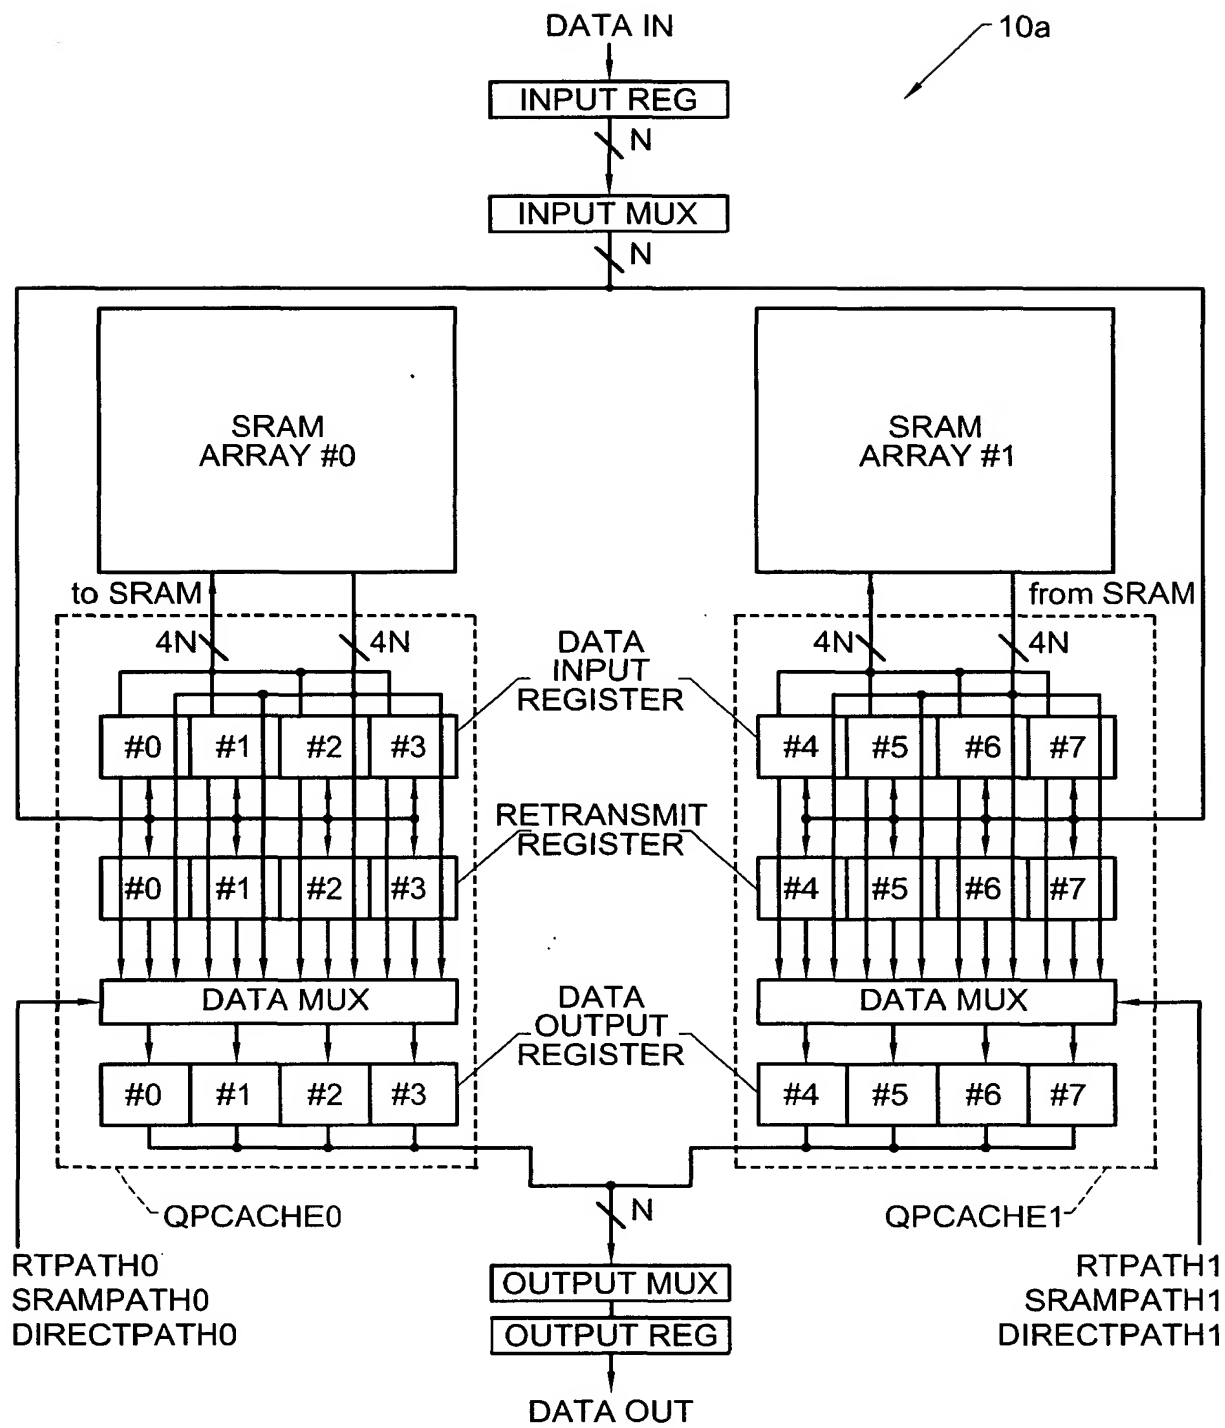 DATA IN
10a
INPUT REG
N
INPUT MUX
N
SRAM
ARRAY #0
SRAM
ARRAY #1
to SRAM
from SRAM
4N
4N
DATA
INPUT
REGISTER
4N
4N
#0 #1 #2 #3
#4 #5 #6 #7
RETRANSMIT
REGISTER
#0 #1 #2 #3
#4 #5 #6 #7
DATA MUX
DATA
OUTPUT
REGISTER
DATA MUX
#0 #1 #2 #3
#4 #5 #6 #7
QPCACHE0
N
QPCACHE1
RTPATH0
SRAMPATH0
DIRECTPATH0
OUTPUT MUX
OUTPUT REG
RTPATH1
SRAMPATH1
DIRECTPATH1
DATA OUT